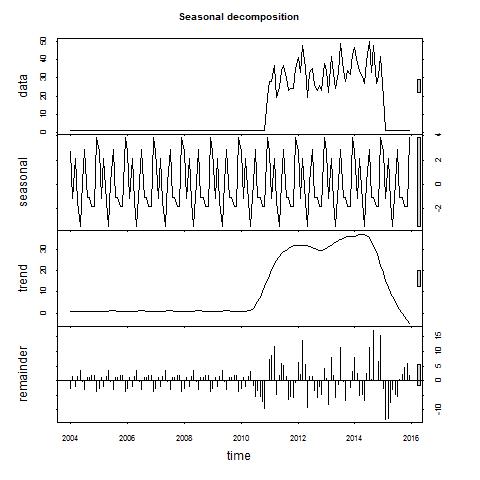 Seasonal decomposition
data
0 10 20 30 40 50
seasonal
-2 0 2 4
trend
0 10 20 30
remainder
-10 0 5 10 15
2004 2006 2008 2010 2012 2014 2016
time